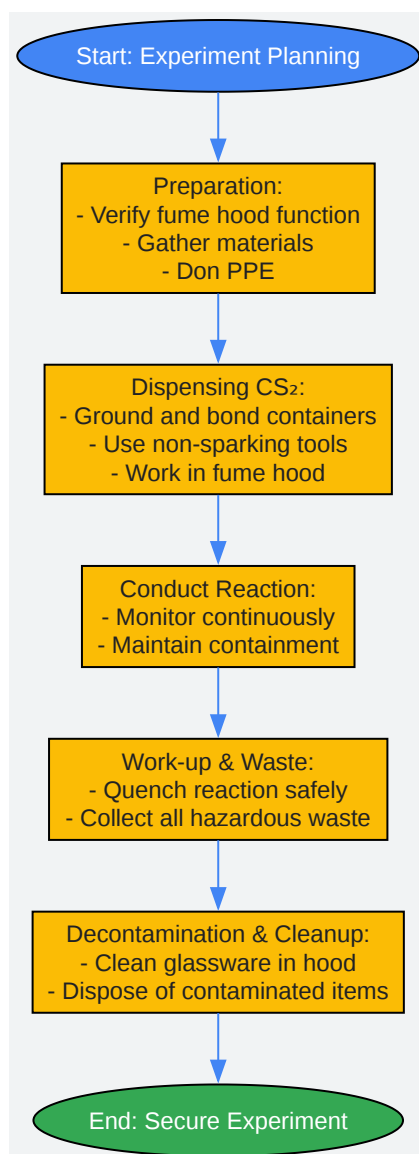 Start: Experiment Planning
Preparation:
- Verify fume hood function
- Gather materials
- Don PPE
Dispensing CS₂:
- Ground and bond containers
- Use non-sparking tools
- Work in fume hood
Conduct Reaction:
- Monitor continuously
- Maintain containment
Work-up & Waste:
- Quench reaction safely
- Collect all hazardous waste
Decontamination & Cleanup:
- Clean glassware in hood
- Dispose of contaminated items
End: Secure Experiment